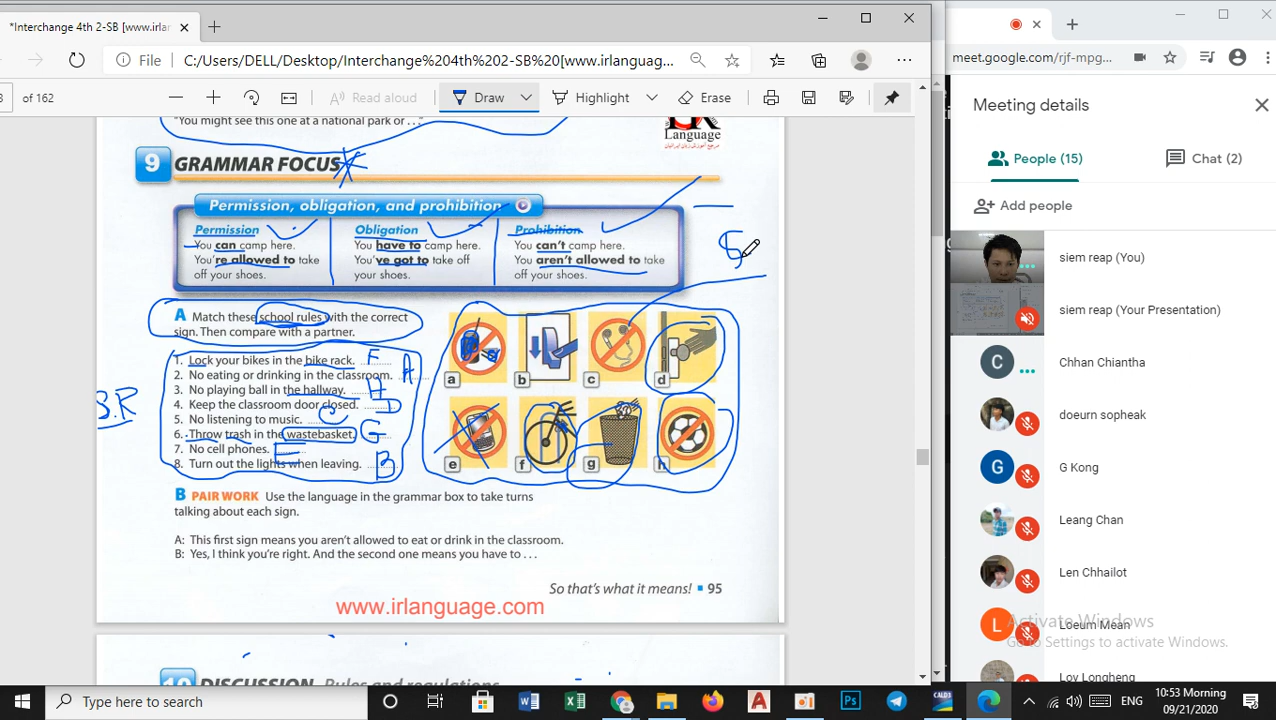 *Interchange 4th 2-SB [www.irlar
File
C:/Users/DELL/Desktop/Interchange%204th%202-SB%20[www.irlanguag...
of 162
Read aloud
Draw
Highlight
Erase
"You might see this one at a national park or . . ."
Language
9 GRAMMAR FOCUS
Permission, obligation, and prohibition
Permission
You can camp here.
You're allowed to take
off your shoes.
Obligation
You have to camp here.
You've got to take off
your shoes.
Prohibition
You can't camp here.
You aren't allowed to take
off your shoes.
A Match these school rules with the correct
sign. Then compare with a partner.
1. Lock your bikes in the bike rack. F
2. No eating or drinking in the classroom. A
3. No playing ball in the hallway. H
4. Keep the classroom door closed. D
5. No listening to music. C
6. Throw trash in the wastebasket. G
7. No cell phones. E
8. Turn out the lights when leaving. B
S.R
a b c d
e f g h
B PAIR WORK Use the language in the grammar box to take turns
talking about each sign.
A: This first sign means you aren't allowed to eat or drink in the classroom.
B: Yes, I think you're right. And the second one means you have to . . .
So that's what it means! 95
www.irlanguage.com
10 DISCUSSION Rules and regulations
meet.google.com/rjf-mpg...
Meeting details
People (15)
Chat (2)
Add people
siem reap (You)
siem reap (Your Presentation)
C Chhan Chiantha
doeurn sopheak
G G Kong
Leang Chan
Len Chhailot
L Loeum Mean
Loy Longheng
Activate Windows
Go to Settings to activate Windows.
Type here to search
ENG
10:53 Morning
09/21/2020